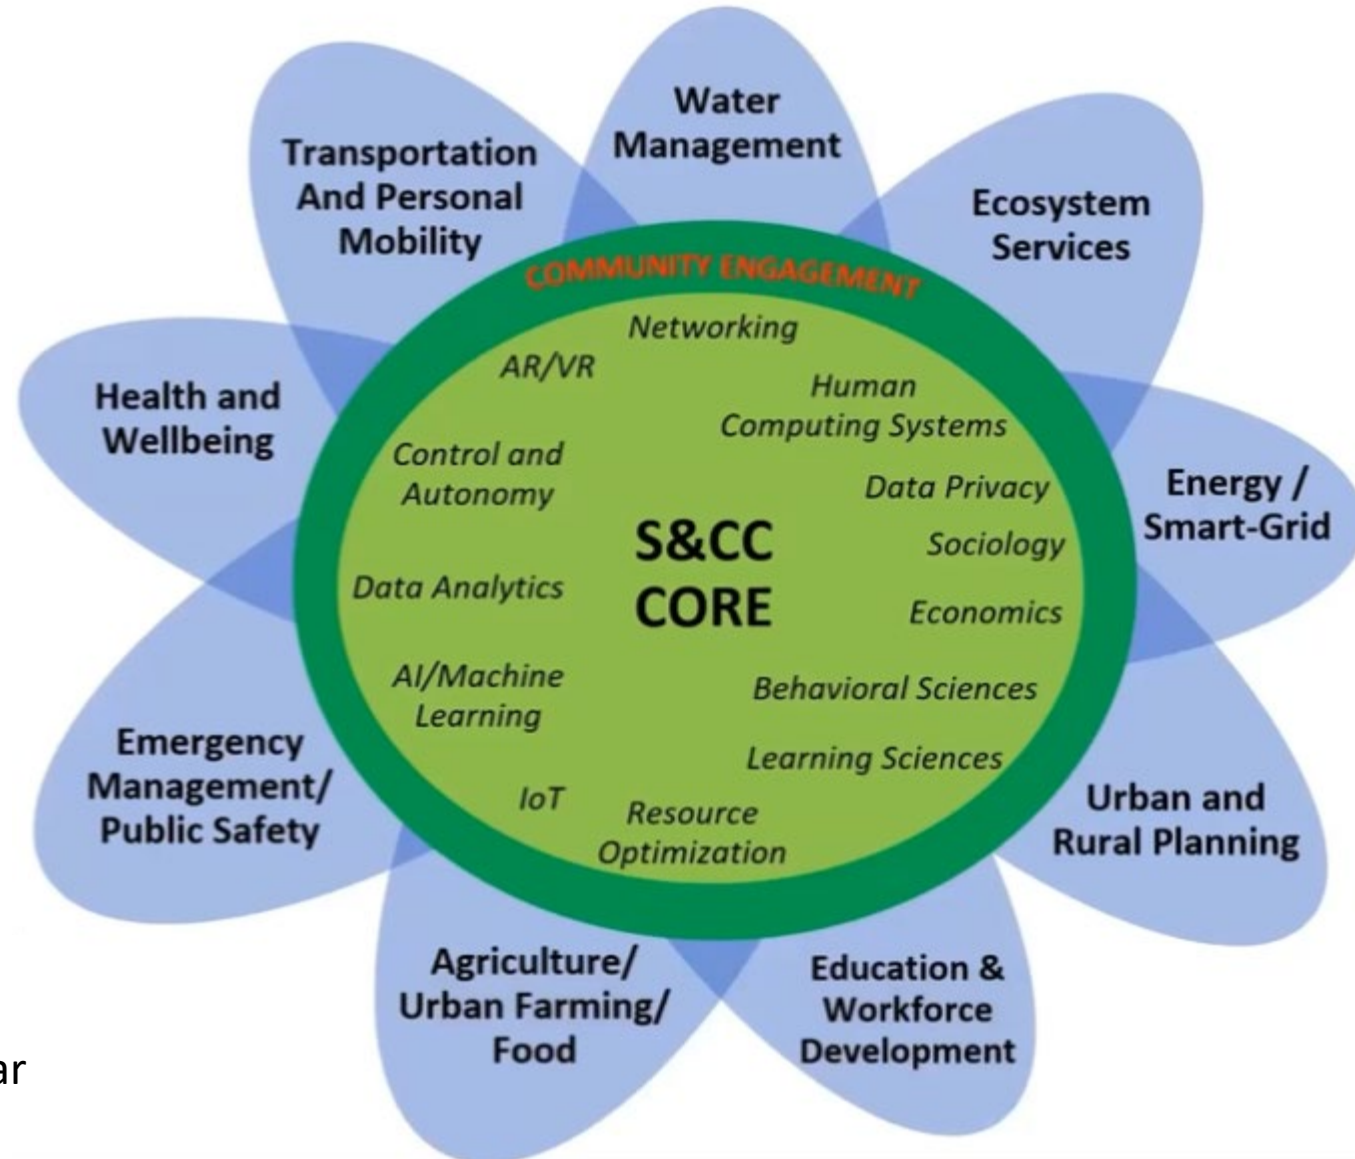 Water
Management
Transportation
And Personal
Mobility
Ecosystem
Services
COMMUNITY ENGAGEMENT
Networking
AR/VR
Human
Computing Systems
Health and
Wellbeing
Control and
Autonomy
Data Privacy
Energy /
Smart-Grid
S&CC
CORE
Sociology
Data Analytics
Economics
AI/Machine
Learning
Behavioral Sciences
Learning Sciences
Emergency
Management/
Public Safety
IoT
Resource
Optimization
Urban and
Rural Planning
Agriculture/
Urban Farming/
Food
Education &
Workforce
Development
ar